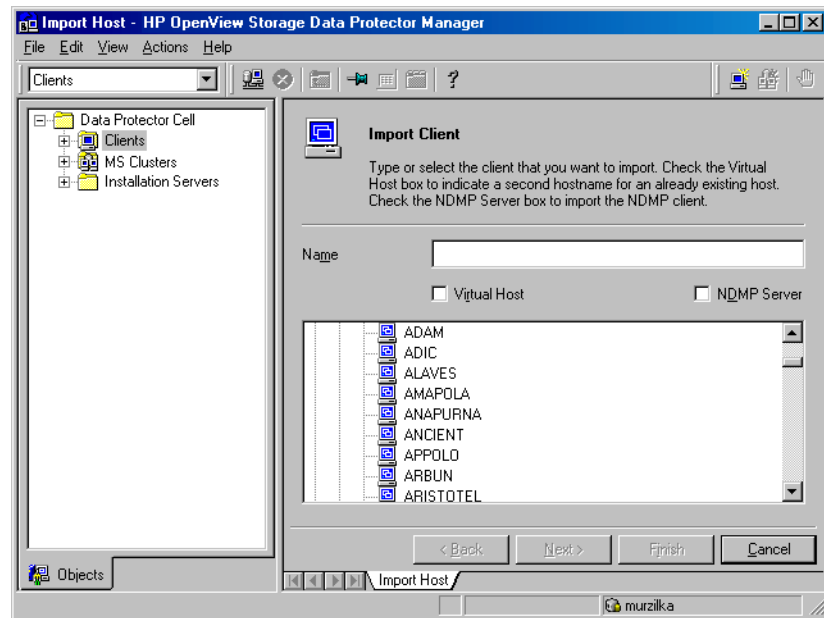 Import Host - HP OpenView Storage Data Protector Manager
File Edit View Actions Help
Clients
Data Protector Cell
Clients
MS Clusters
Installation Servers
Objects
Import Client
Type or select the client that you want to import. Check the Virtual
Host box to indicate a second hostname for an already existing host.
Check the NDMP Server box to import the NDMP client.
Name
Virtual Host NDMP Server
ADAM
ADIC
ALAVES
AMAPOLA
ANAPURNA
ANCIENT
APPOLO
ARBUN
ARISTOTEL
< Back Next > Finish Cancel
Import Host
murzilka